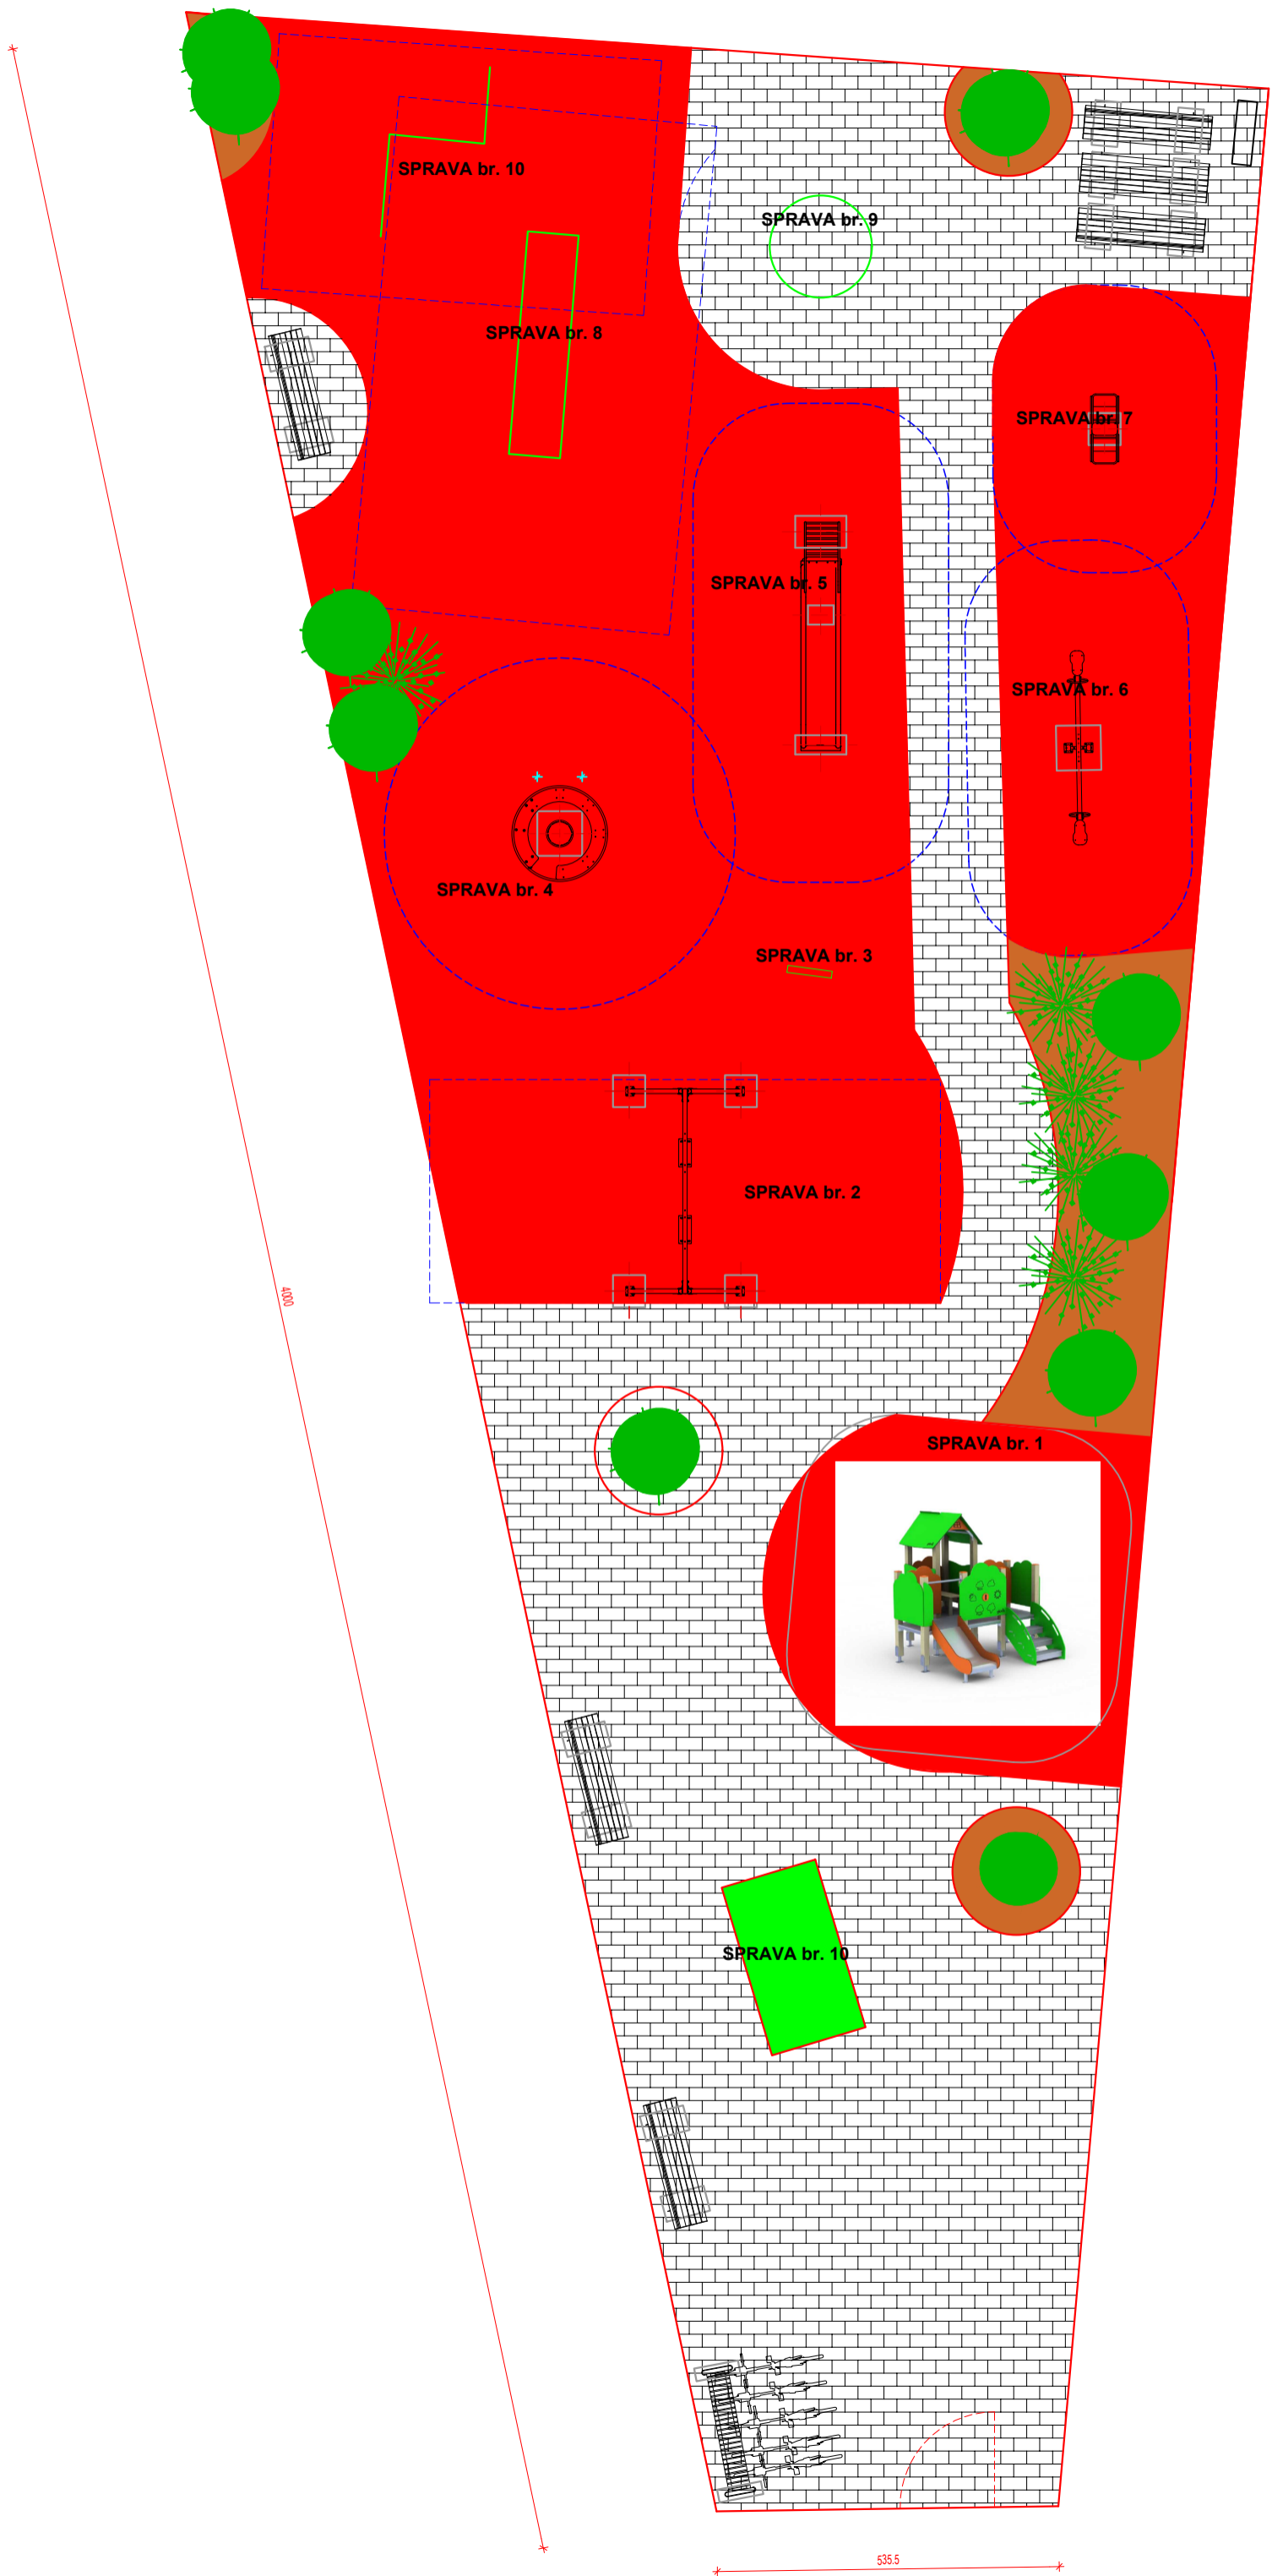 SPRAVA br. 10
SPRAVA br. 9
SPRAVA br. 8
SPRAVA br. 7
SPRAVA br. 5
SPRAVA br. 6
SPRAVA br. 4
SPRAVA br. 3
SPRAVA br. 2
4000
SPRAVA br. 1
SPRAVA br. 10
535.5